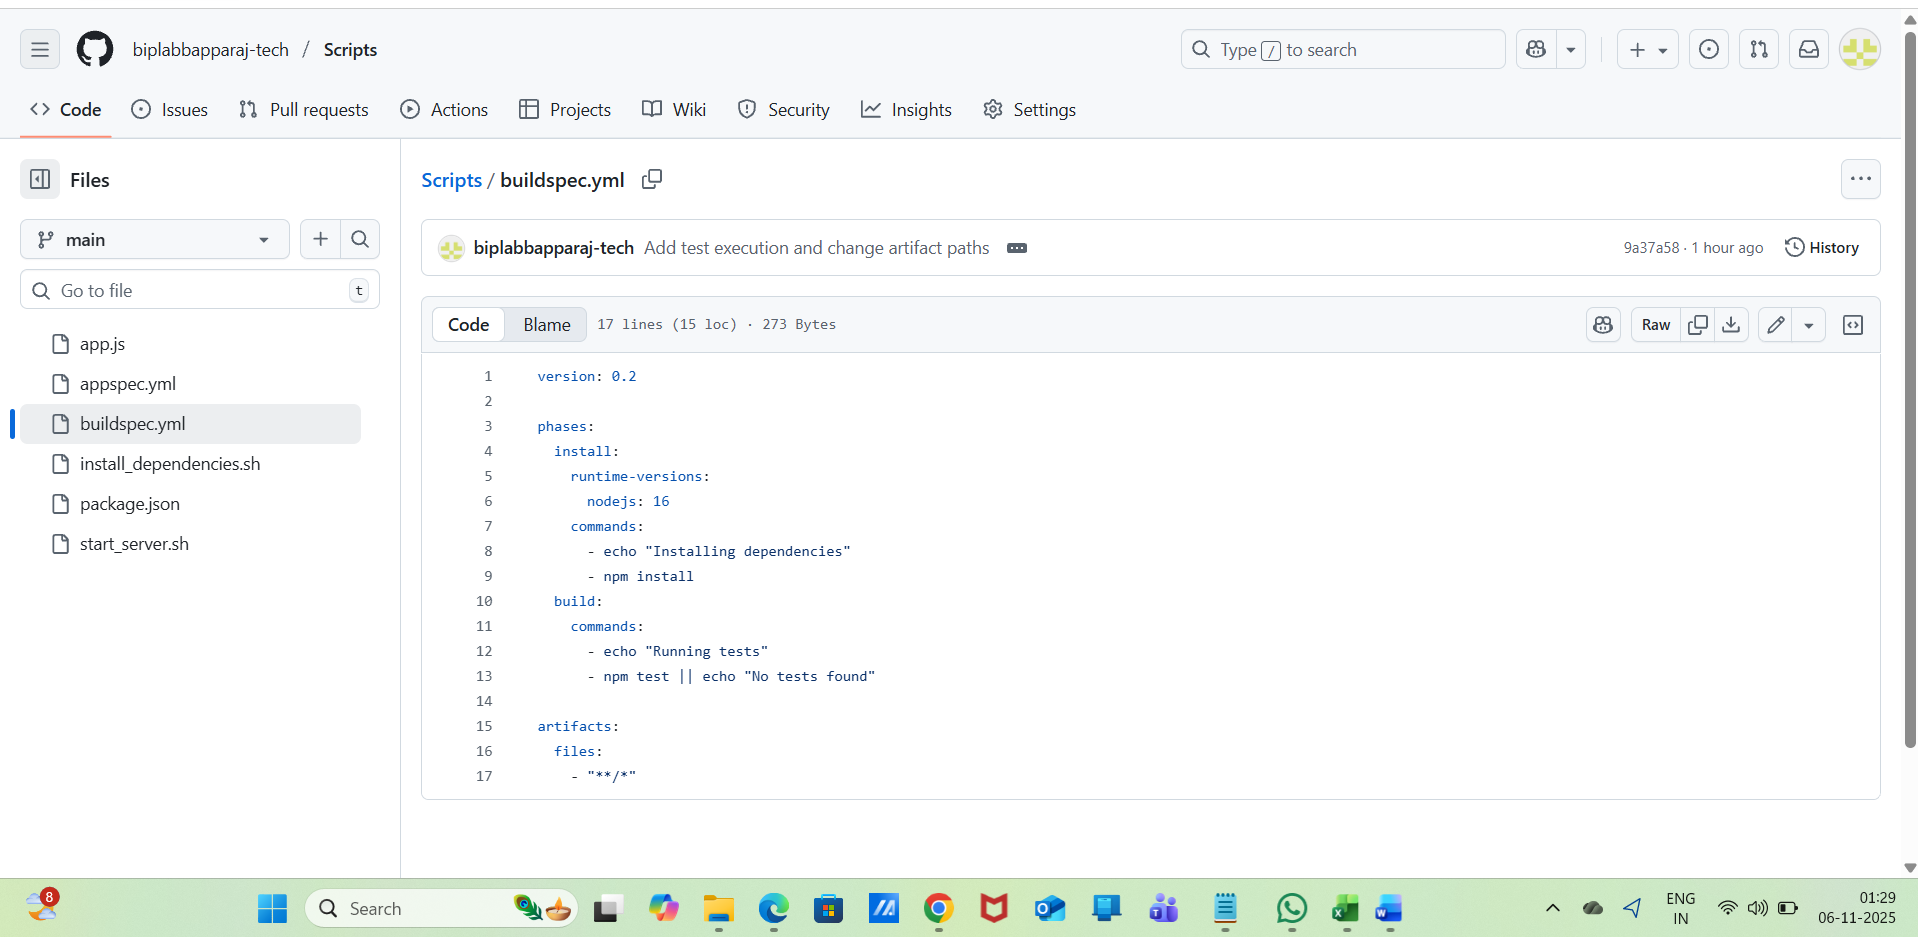 biplabbapparaj-tech / Scripts
Type / to search
Code
Issues
Pull requests
Actions
Projects
Wiki
Security
Insights
Settings
Files
main
Go to file
t
app.js
appspec.yml
buildspec.yml
install_dependencies.sh
package.json
start_server.sh
Scripts / buildspec.yml
biplabbapparaj-tech Add test execution and change artifact paths
9a37a58 · 1 hour ago
History
Code
Blame
17 lines (15 loc) · 273 Bytes
Raw
1 version: 0.2
2
3 phases:
4 install:
5 runtime-versions:
6 nodejs: 16
7 commands:
8 - echo "Installing dependencies"
9 - npm install
10 build:
11 commands:
12 - echo "Running tests"
13 - npm test || echo "No tests found"
14
15 artifacts:
16 files:
17 - "**/*"
8
Search
ENG
IN
01:29
06-11-2025